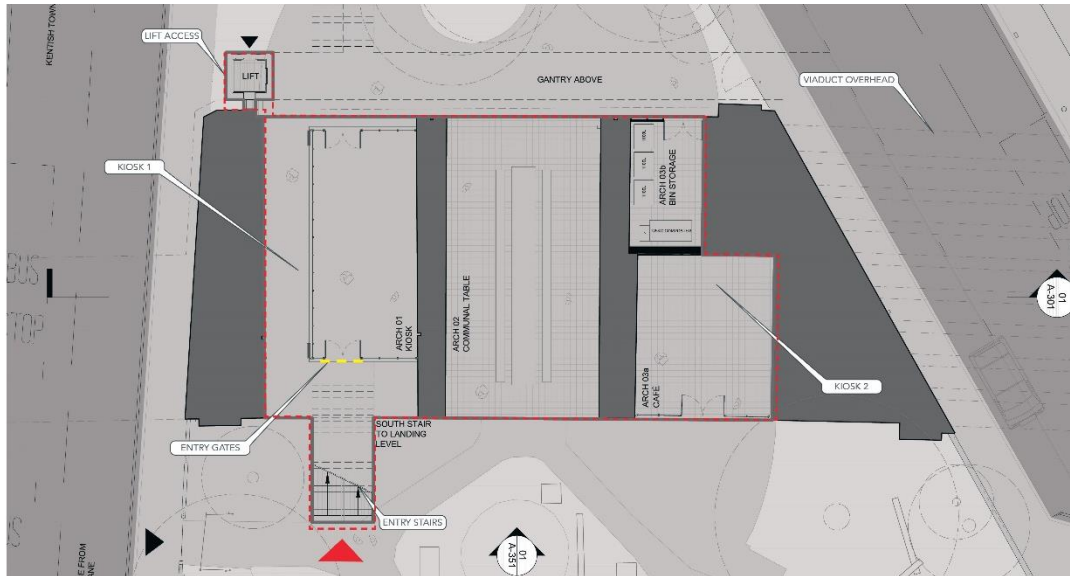 KENTISH TOWN
LIFT ACCESS
LIFT
GANTRY ABOVE
VIADUCT OVERHEAD
KIOSK 1
ARCH 03b
BIN STORAGE
BUS
STOP
ARCH 01
KIOSK
ARCH 02
COMMUNAL TABLE
ARCH 03a
CAFÉ
01
A-301
KIOSK 2
ENTRY GATES
SOUTH STAIR
TO LANDING
LEVEL
ENTRY STAIRS
01
A-351
E FROM
ANE